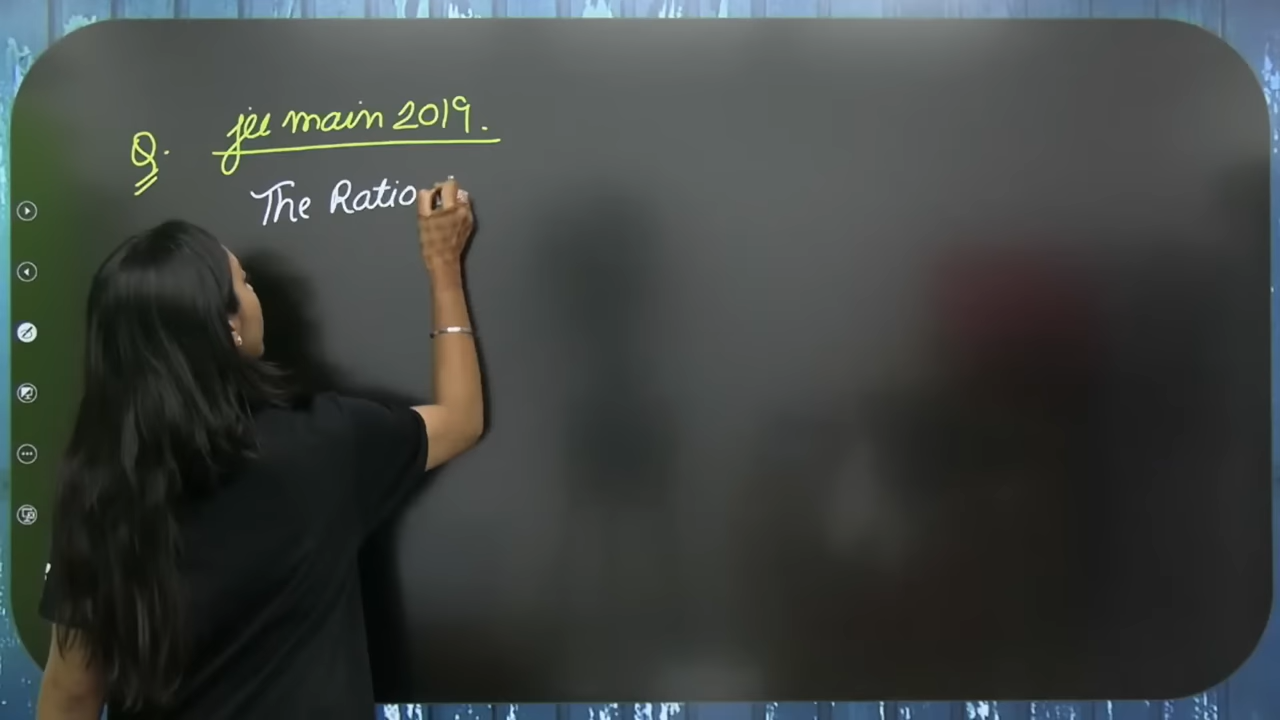 Q. jee main 2019.
The Ratio